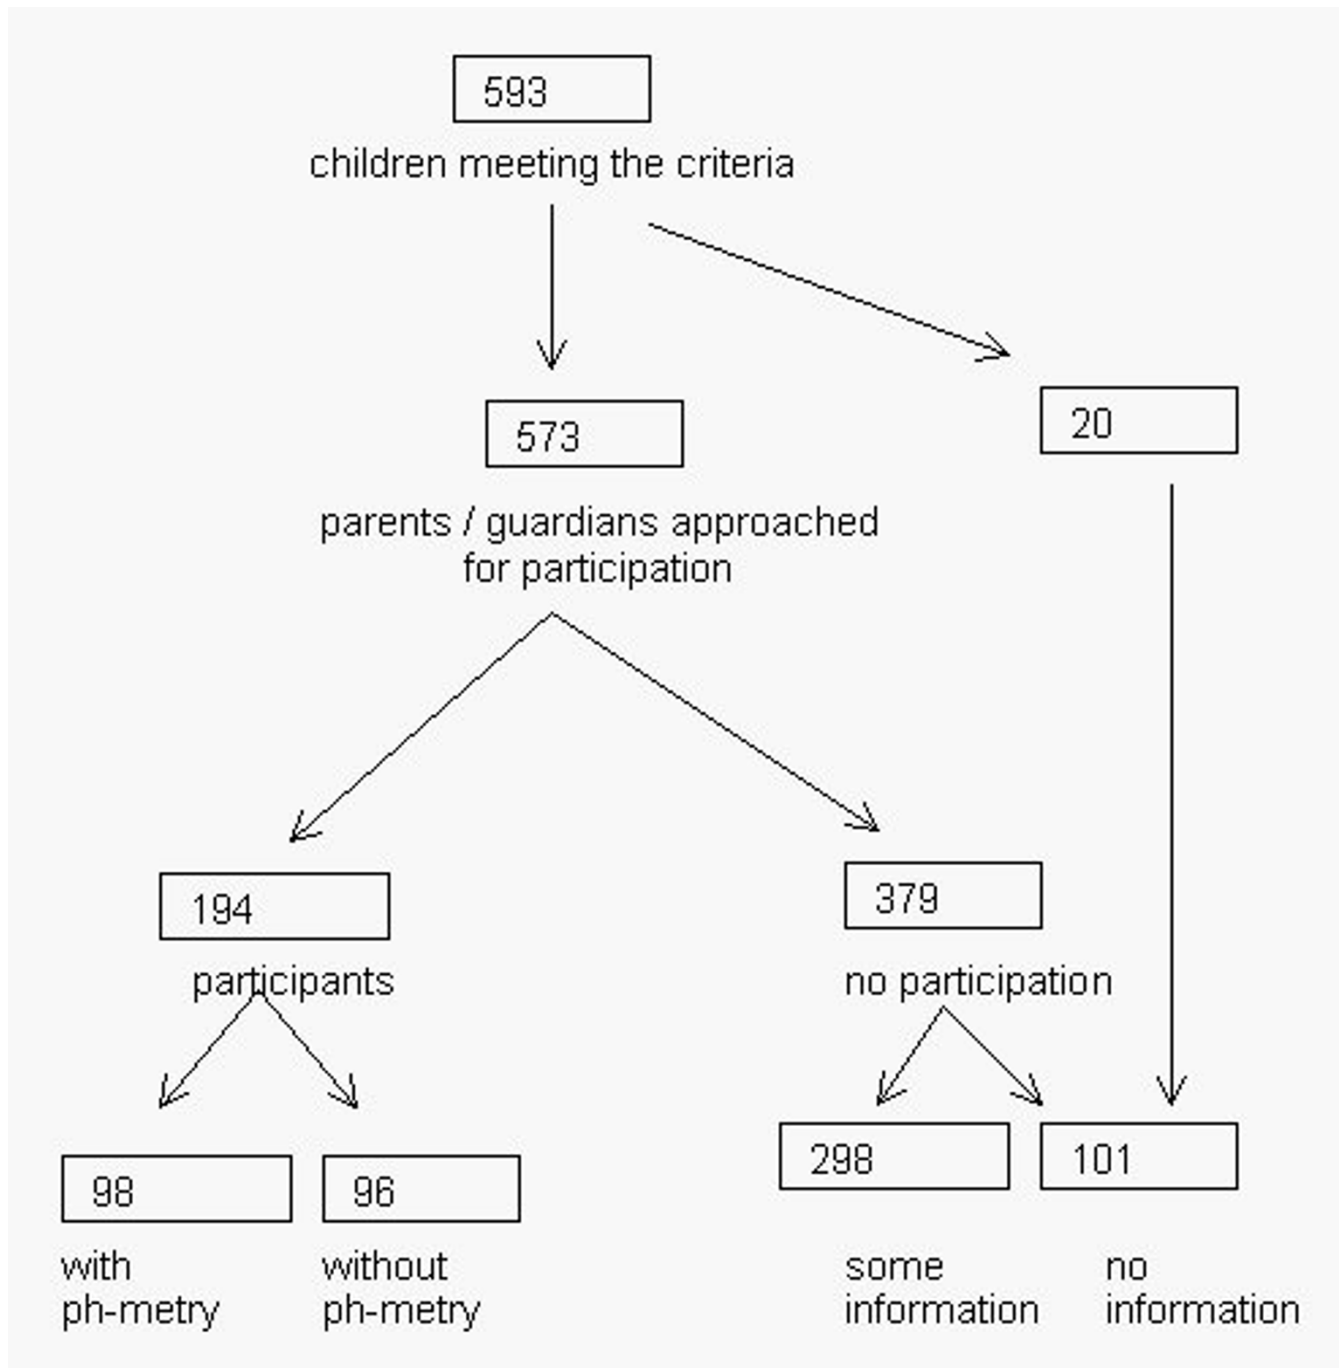 593
children meeting the criteria
573
20
parents / guardians approached
for participation
194
379
participants
no participation
98
96
298
101
with
ph-metry
without
ph-metry
some
information
no
information